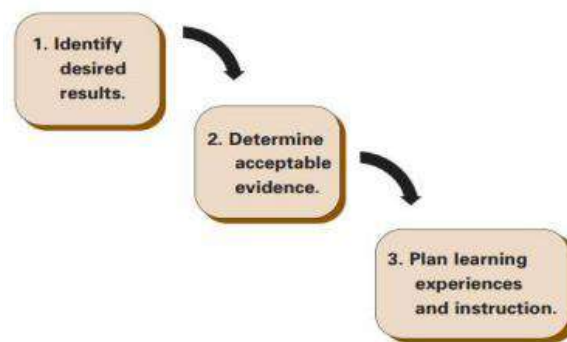 1. Identify
desired
results.
2. Determine
acceptable
evidence.
3. Plan learning
experiences
and instruction.